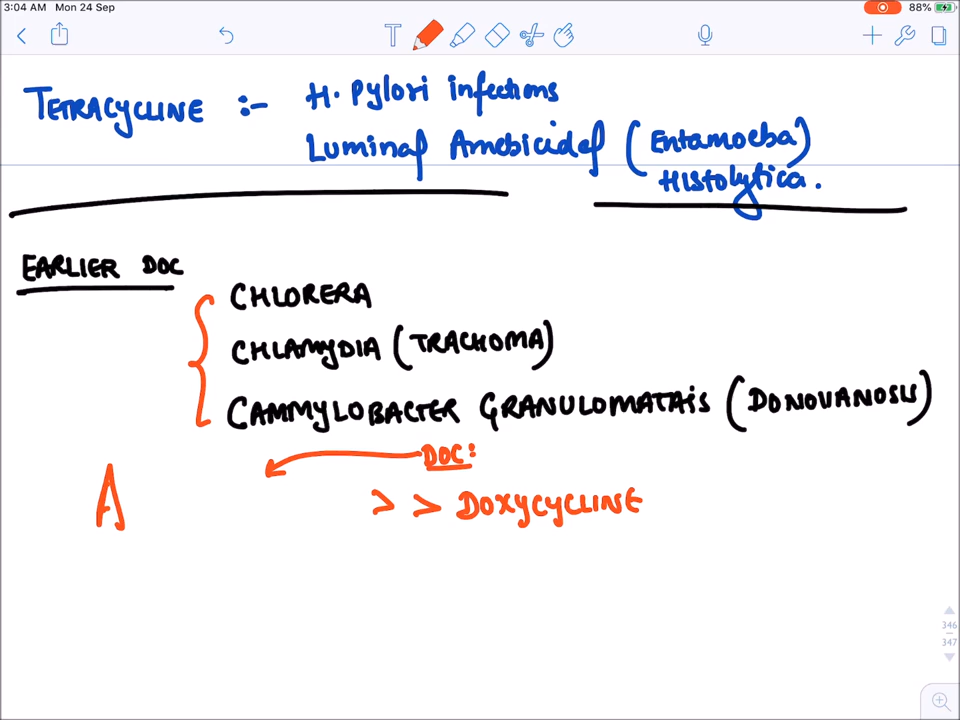 3:04 AM Mon 24 Sep
88%
T
TETRACYCLINE :- H. Pylori infections
Luminal Amebicidal (Entamoeba)
Histolytica.
EARLIER DOC
CHLORERA
CHLAMYDIA (TRACHOMA)
CAMMYLOBACTER GRANULOMATAIS (DONOVANOSIS)
DOC:
A > > DOXYCYCLINE
346
347